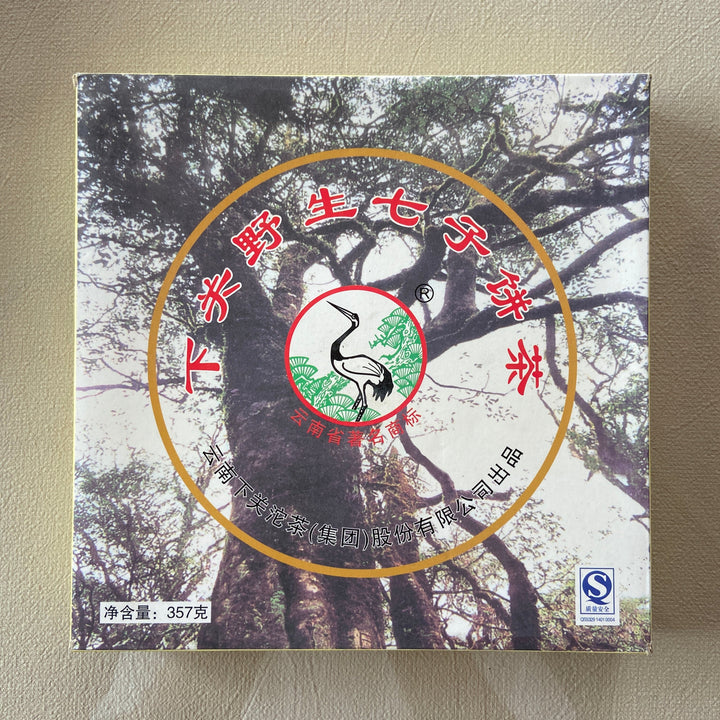 下关野生七子饼茶
®
云南省著名商标
云南下关沱茶(集团)股份有限公司出品
净含量：357克
质量安全